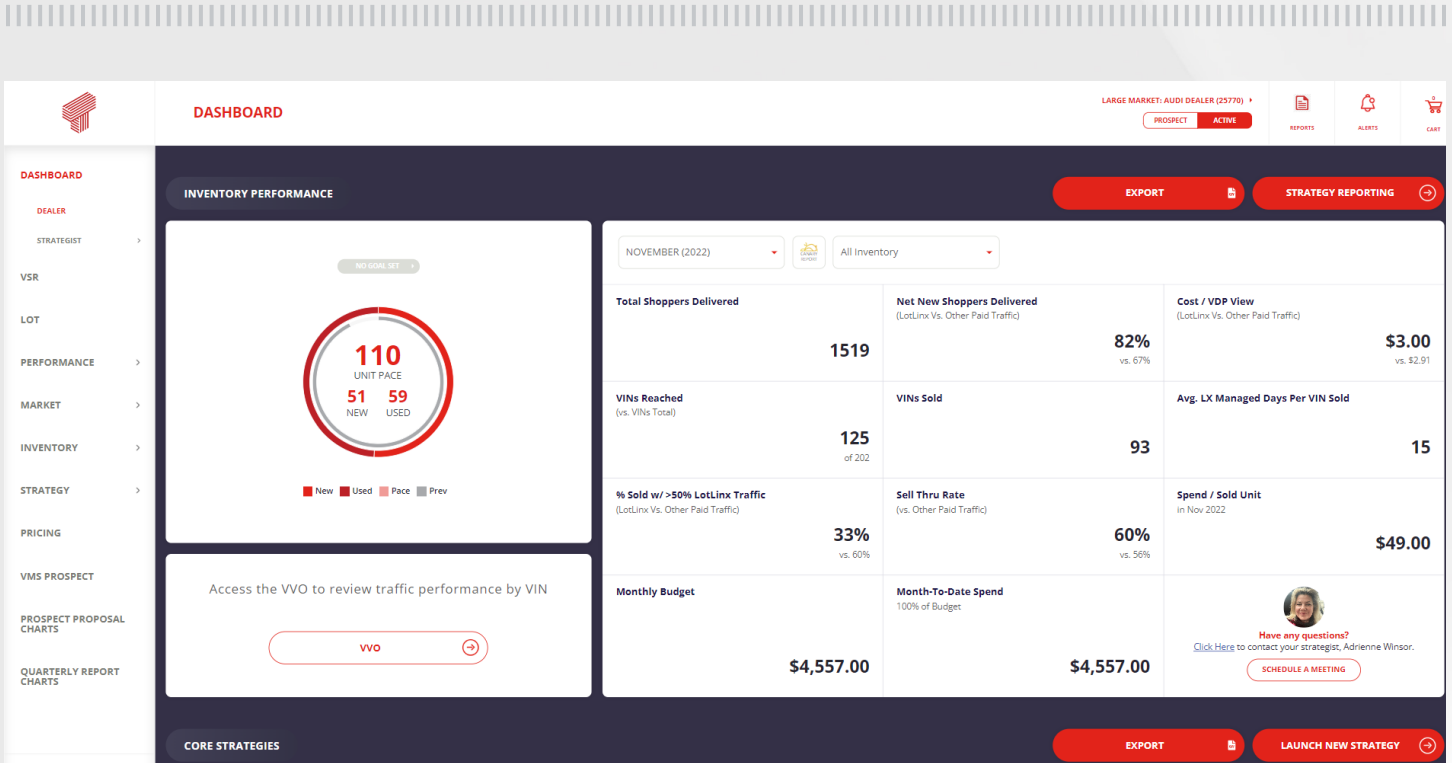 DASHBOARD
LARGE MARKET: AUDI DEALER (25770)
PROSPECT
ACTIVE
REPORTS
ALERTS
0
CART
DASHBOARD
DEALER
STRATEGIST
VSR
LOT
PERFORMANCE
MARKET
INVENTORY
STRATEGY
PRICING
VMS PROSPECT
PROSPECT PROPOSAL
CHARTS
QUARTERLY REPORT
CHARTS
INVENTORY PERFORMANCE
EXPORT
STRATEGY REPORTING
NO GOAL SET
110
UNIT PACE
51 59
NEW USED
New Used Pace Prev
Access the VVO to review traffic performance by VIN
VVO
NOVEMBER (2022)
All Inventory
Total Shoppers Delivered
1519
Net New Shoppers Delivered
(LotLinx Vs. Other Paid Traffic)
82%
vs. 67%
Cost / VDP View
(LotLinx Vs. Other Paid Traffic)
$3.00
vs. $2.91
VINs Reached
(vs. VINs Total)
125
of 202
VINs Sold
93
Avg. LX Managed Days Per VIN Sold
15
% Sold w/ >50% LotLinx Traffic
(LotLinx Vs. Other Paid Traffic)
33%
vs. 60%
Sell Thru Rate
(vs. Other Paid Traffic)
60%
vs. 56%
Spend / Sold Unit
in Nov 2022
$49.00
Monthly Budget
$4,557.00
Month-To-Date Spend
100% of Budget
$4,557.00
Have any questions?
Click Here to contact your strategist, Adrienne Winsor.
SCHEDULE A MEETING
CORE STRATEGIES
EXPORT
LAUNCH NEW STRATEGY